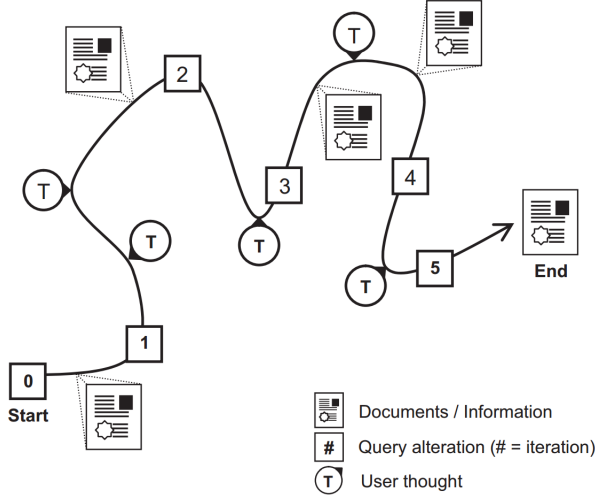 T
2
T
T
3
T
4
T
5
T
End
1
0
Start
Documents / Information
# Query alteration (# = iteration)
T User thought